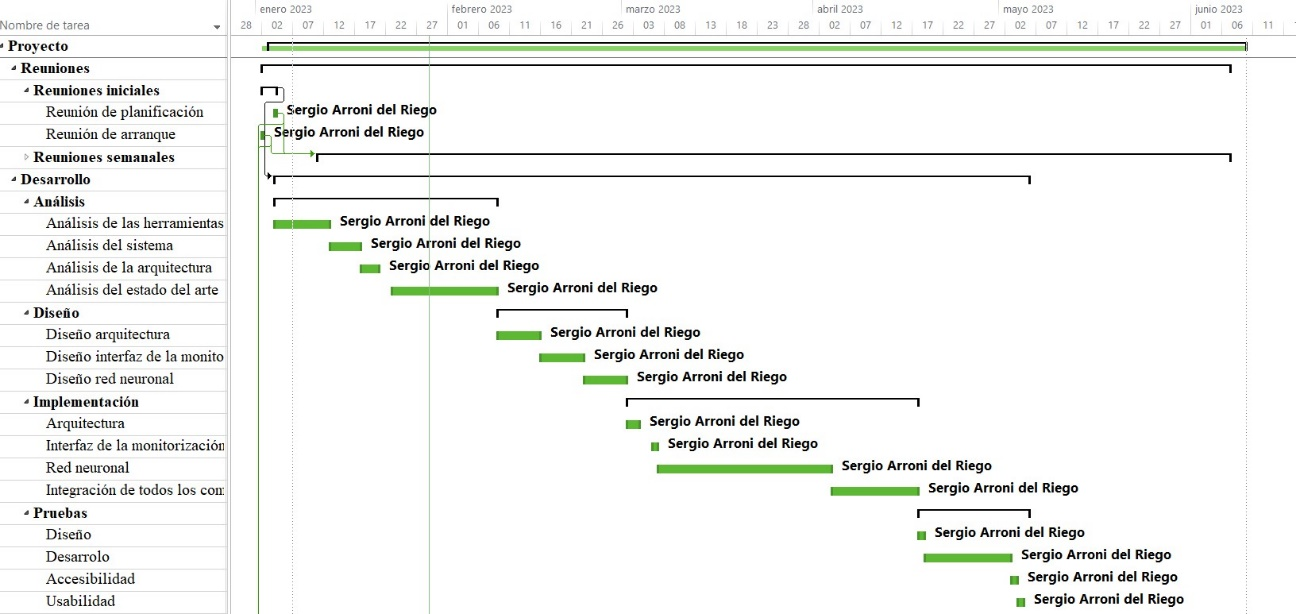 enero 2023 febrero 2023 marzo 2023 abril 2023 mayo 2023 junio 2023
Nombre de tarea 28 02 07 12 17 22 27 01 06 11 16 21 26 03 08 13 18 23 28 02 07 12 17 22 27 02 07 12 17 22 27 01 06 11
Proyecto
Reuniones
Reuniones iniciales
Reunión de planificación Sergio Arroni del Riego
Reunión de arranque Sergio Arroni del Riego
Reuniones semanales
Desarrollo
Análisis
Análisis de las herramientas Sergio Arroni del Riego
Análisis del sistema Sergio Arroni del Riego
Análisis de la arquitectura Sergio Arroni del Riego
Análisis del estado del arte Sergio Arroni del Riego
Diseño
Diseño arquitectura Sergio Arroni del Riego
Diseño interfaz de la monito Sergio Arroni del Riego
Diseño red neuronal Sergio Arroni del Riego
Implementación
Arquitectura Sergio Arroni del Riego
Interfaz de la monitorización Sergio Arroni del Riego
Red neuronal Sergio Arroni del Riego
Integración de todos los com Sergio Arroni del Riego
Pruebas
Diseño Sergio Arroni del Riego
Desarrolo Sergio Arroni del Riego
Accesibilidad Sergio Arroni del Riego
Usabilidad Sergio Arroni del Riego